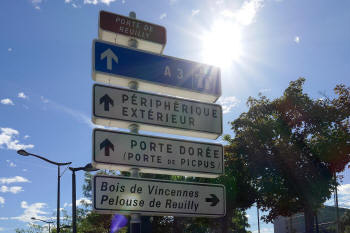 PORTE DE
REUILLY
A 3
PÉRIPHÉRIQUE
EXTÉRIEUR
PORTE DORÉE
(PORTE DE PICPUS)
Bois de Vincennes
Pelouse de Reuilly